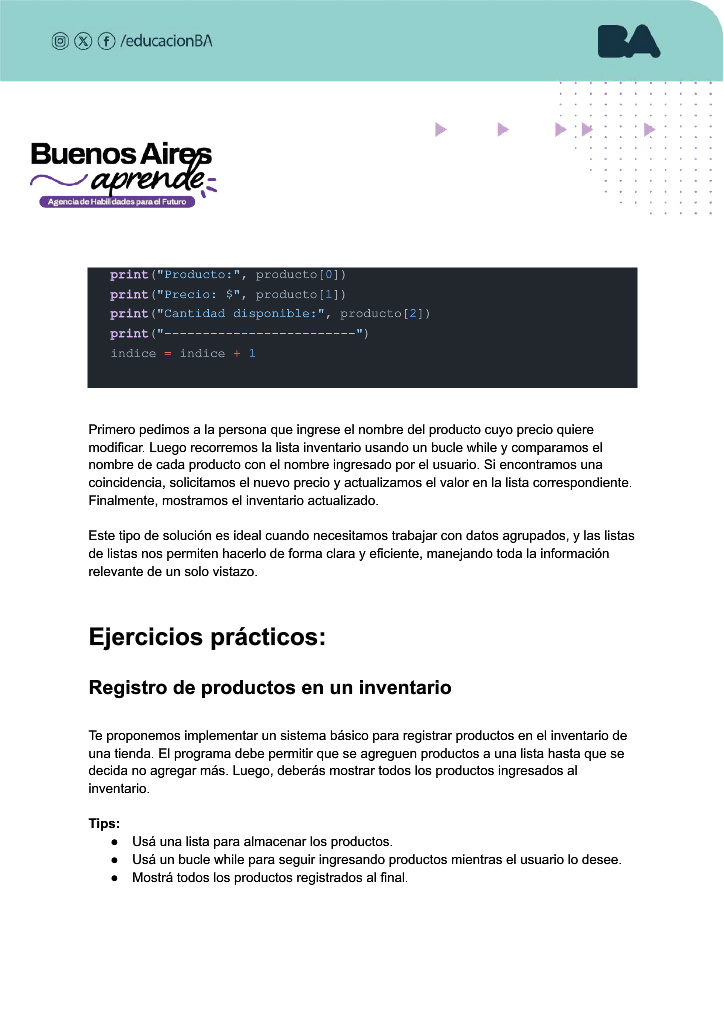 /educacionBA
BA
Buenos Aires
aprende
Agencia de Habilidades para el Futuro
print("Producto:", producto[0])
print("Precio: $", producto[1])
print("Cantidad disponible:", producto[2])
print("-------------------------")
indice = indice + 1
Primero pedimos a la persona que ingrese el nombre del producto cuyo precio quiere
modificar. Luego recorremos la lista inventario usando un bucle while y comparamos el
nombre de cada producto con el nombre ingresado por el usuario. Si encontramos una
coincidencia, solicitamos el nuevo precio y actualizamos el valor en la lista correspondiente.
Finalmente, mostramos el inventario actualizado.
Este tipo de solución es ideal cuando necesitamos trabajar con datos agrupados, y las listas
de listas nos permiten hacerlo de forma clara y eficiente, manejando toda la información
relevante de un solo vistazo.
Ejercicios prácticos:
Registro de productos en un inventario
Te proponemos implementar un sistema básico para registrar productos en el inventario de
una tienda. El programa debe permitir que se agreguen productos a una lista hasta que se
decida no agregar más. Luego, deberás mostrar todos los productos ingresados al
inventario.
Tips:
● Usá una lista para almacenar los productos.
● Usá un bucle while para seguir ingresando productos mientras el usuario lo desee.
● Mostrá todos los productos registrados al final.